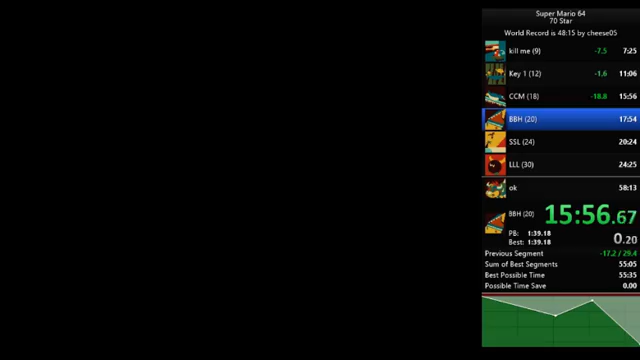 Super Mario 64
70 Star
World Record is 48:15 by cheese05
kill me (9) -7.5 7:25
Key 1 (12) -1.6 11:06
CCM (18) -18.8 15:56
BBH (20) 17:54
SSL (24) 20:24
LLL (30) 24:25
ok 58:13
BBH (20) 15:56.67
PB: 1:39.18 0.20
Best: 1:39.18
Previous Segment -17.2 / 29.4
Sum of Best Segments 55:05
Best Possible Time 55:35
Possible Time Save 0.00